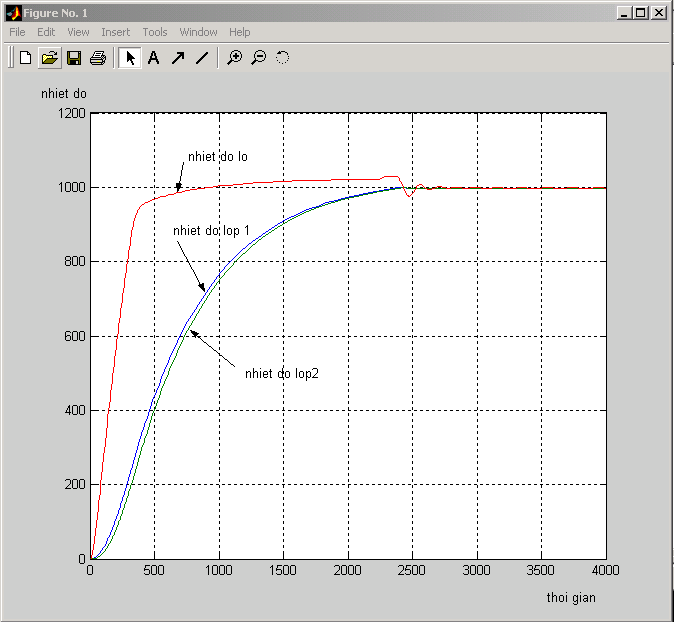 Figure No. 1
File Edit View Insert Tools Window Help
A
nhiet do
1200
nhiet do lo
1000
nhiet do lop 1
800
600
nhiet do lop2
400
200
0
0 500 1000 1500 2000 2500 3000 3500 4000
thoi gian